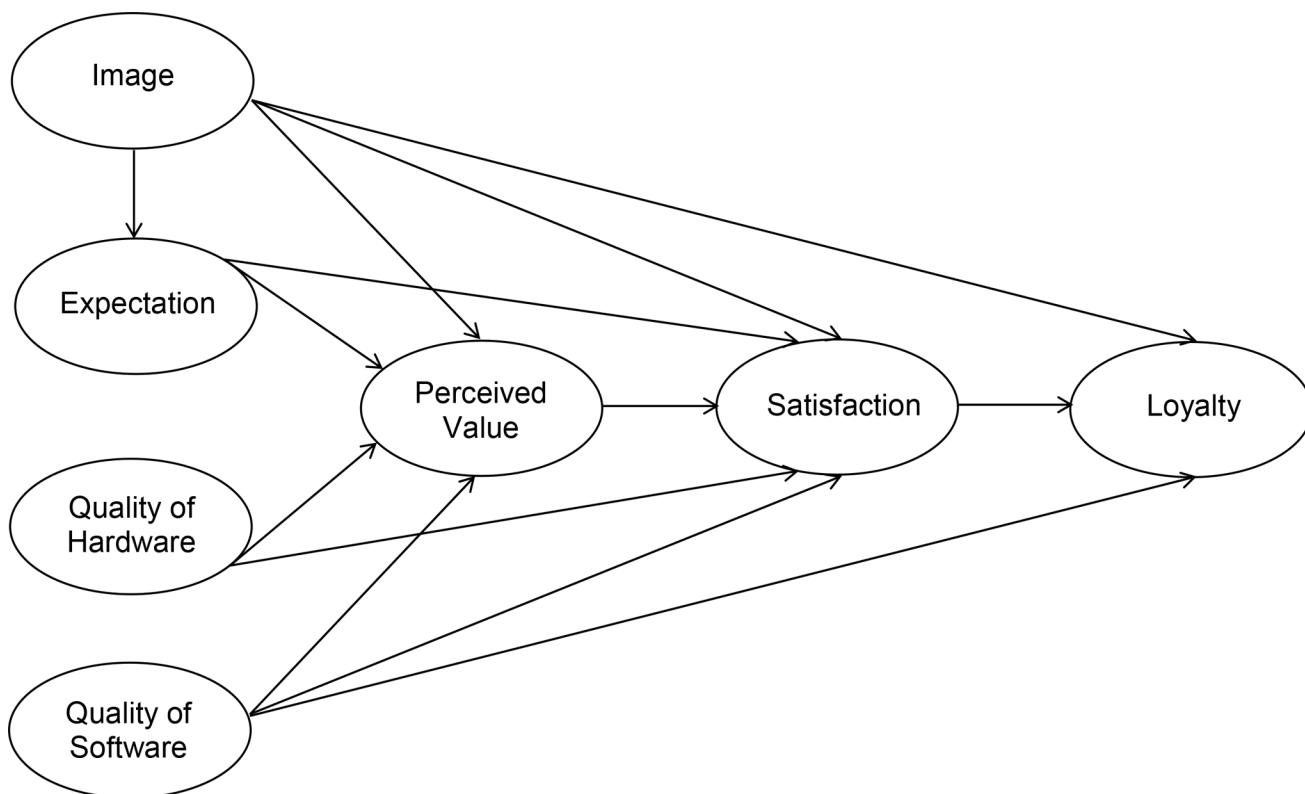 Image
Expectation
Perceived
Value
Satisfaction
Loyalty
Quality of
Hardware
Quality of
Software